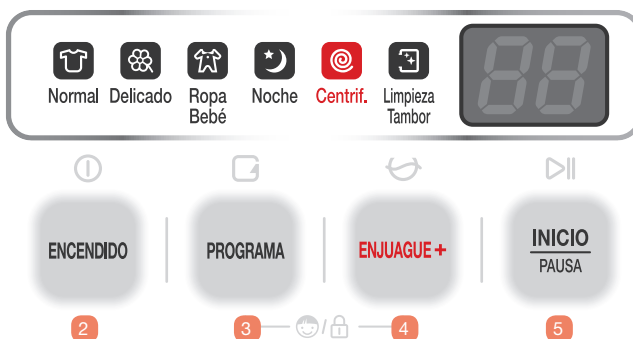 Normal Delicado Ropa Bebé Noche Centrif. Limpieza Tambor
88
ENCENDIDO
PROGRAMA
ENJUAGUE +
INICIO
PAUSA
2 3 / 4 5